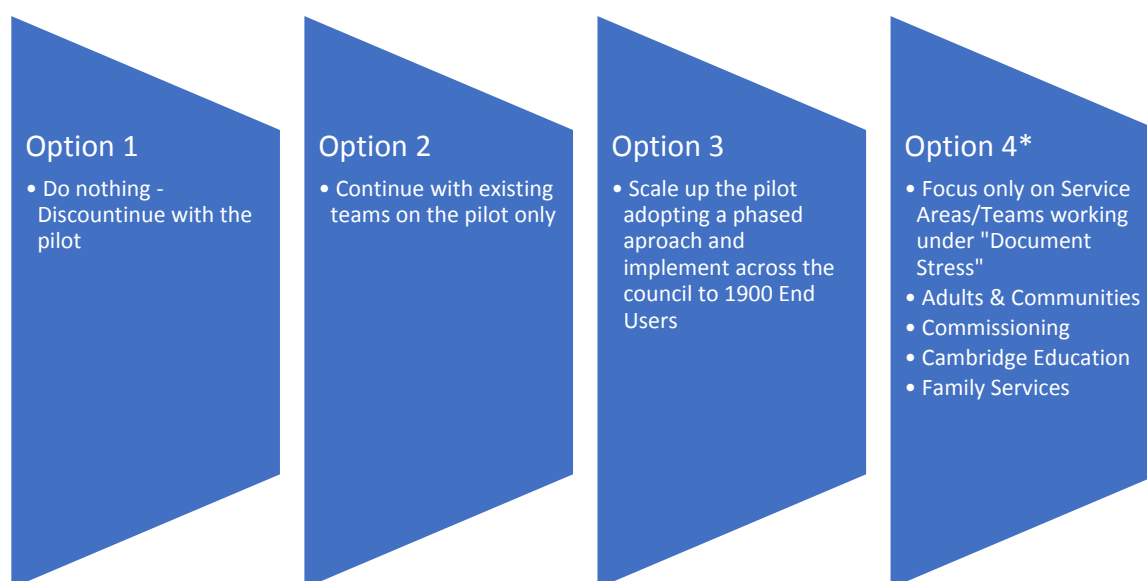 Option 1
• Do nothing -
Discountinue with the
pilot
Option 2
• Continue with existing
teams on the pilot only
Option 3
• Scale up the pilot
adopting a phased
aproach and
implement across the
council to 1900 End
Users
Option 4*
• Focus only on Service
Areas/Teams working
under "Document
Stress"
• Adults & Communities
• Commissioning
• Cambridge Education
• Family Services